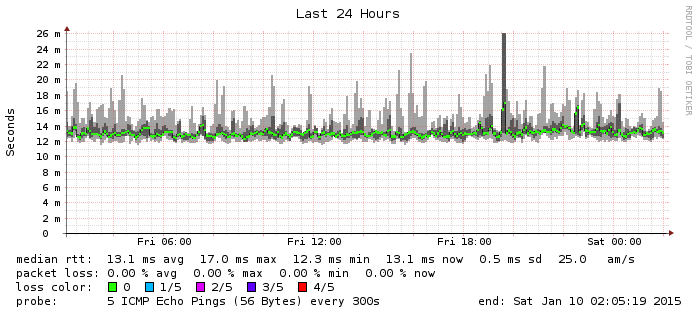 Last 24 Hours
RRDTOOL / TOBI OETIKER
Seconds
26 m
24 m
22 m
20 m
18 m
16 m
14 m
12 m
10 m
8 m
6 m
4 m
2 m
0
Fri 06:00 Fri 12:00 Fri 18:00 Sat 00:00
median rtt: 13.1 ms avg 17.0 ms max 12.3 ms min 13.1 ms now 0.5 ms sd 25.0 am/s
packet loss: 0.00 % avg 0.00 % max 0.00 % min 0.00 % now
loss color: 0 1/5 2/5 3/5 4/5
probe: 5 ICMP Echo Pings (56 Bytes) every 300s end: Sat Jan 10 02:05:19 2015